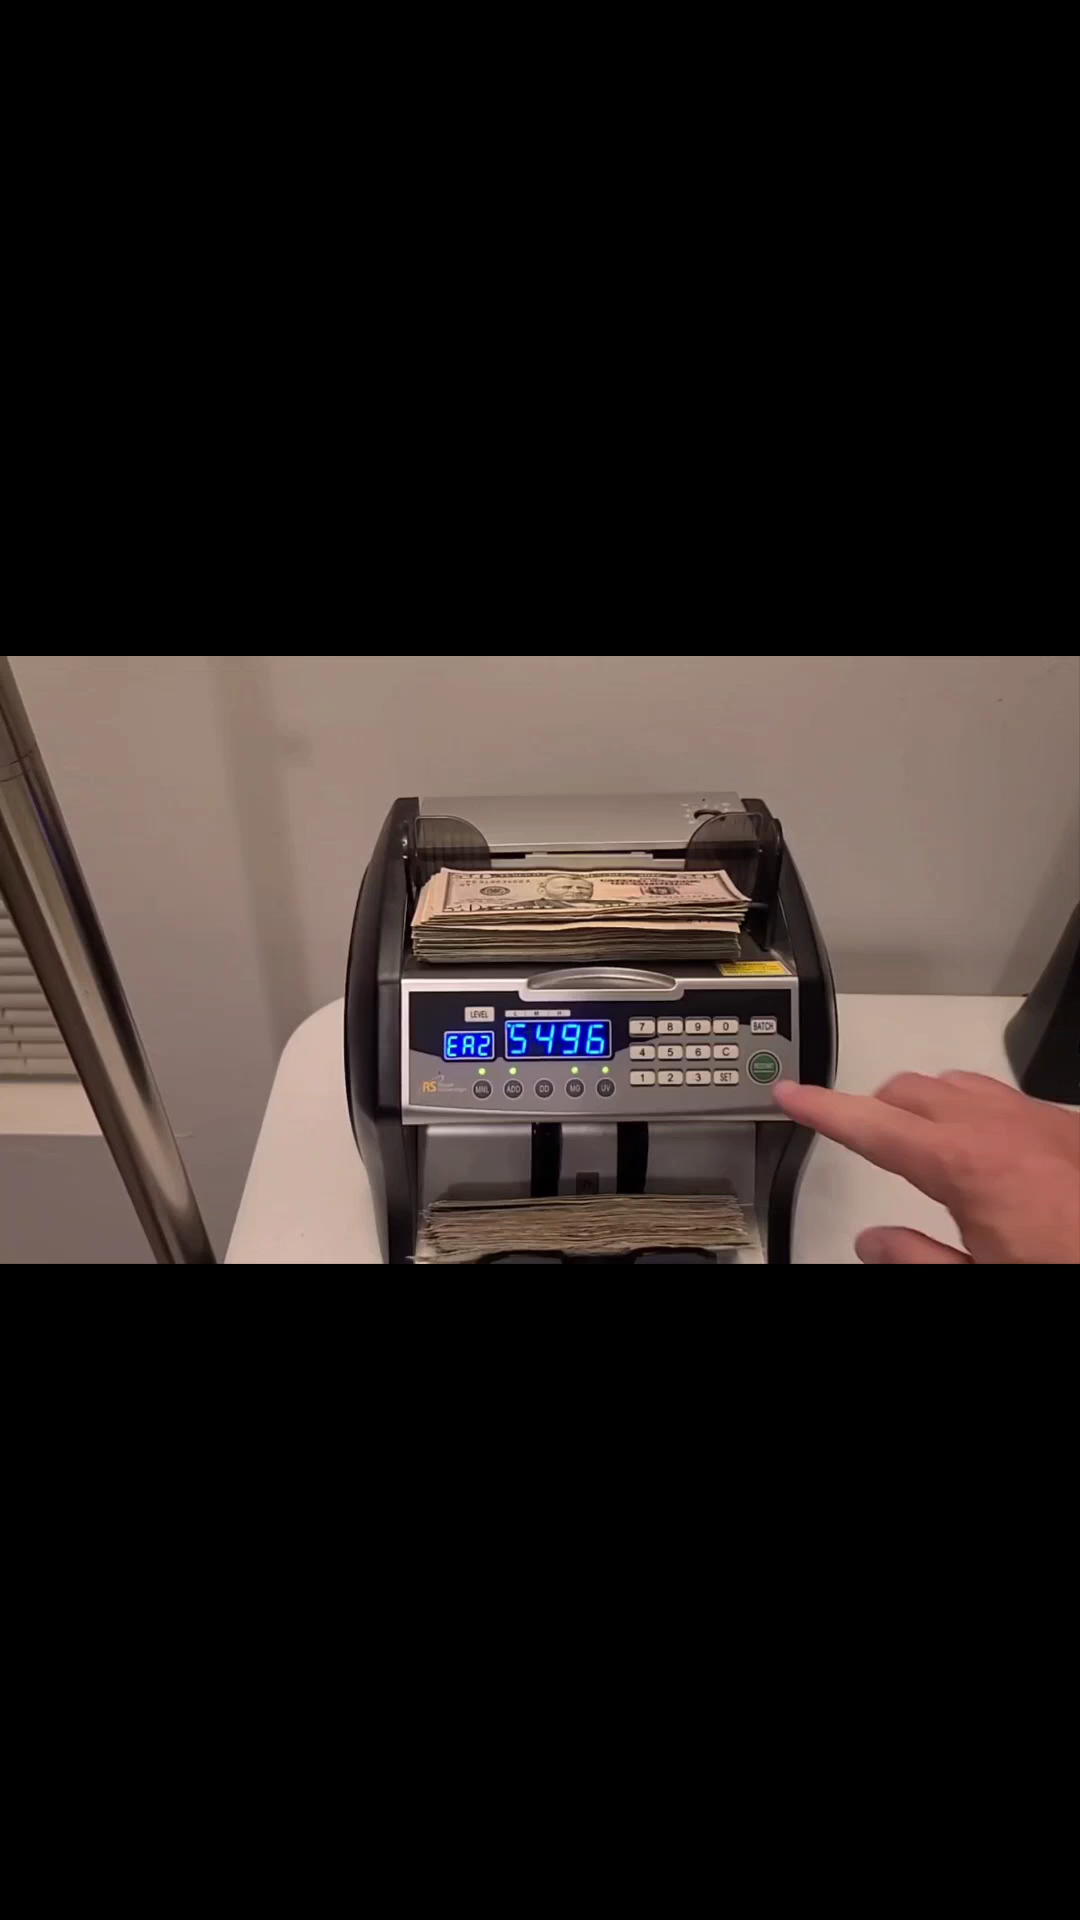 LEVEL
L M H
EA2
5496
7 8 9 0 BATCH
4 5 6 C
1 2 3 SET
RS
MNL ADD DD MG UV